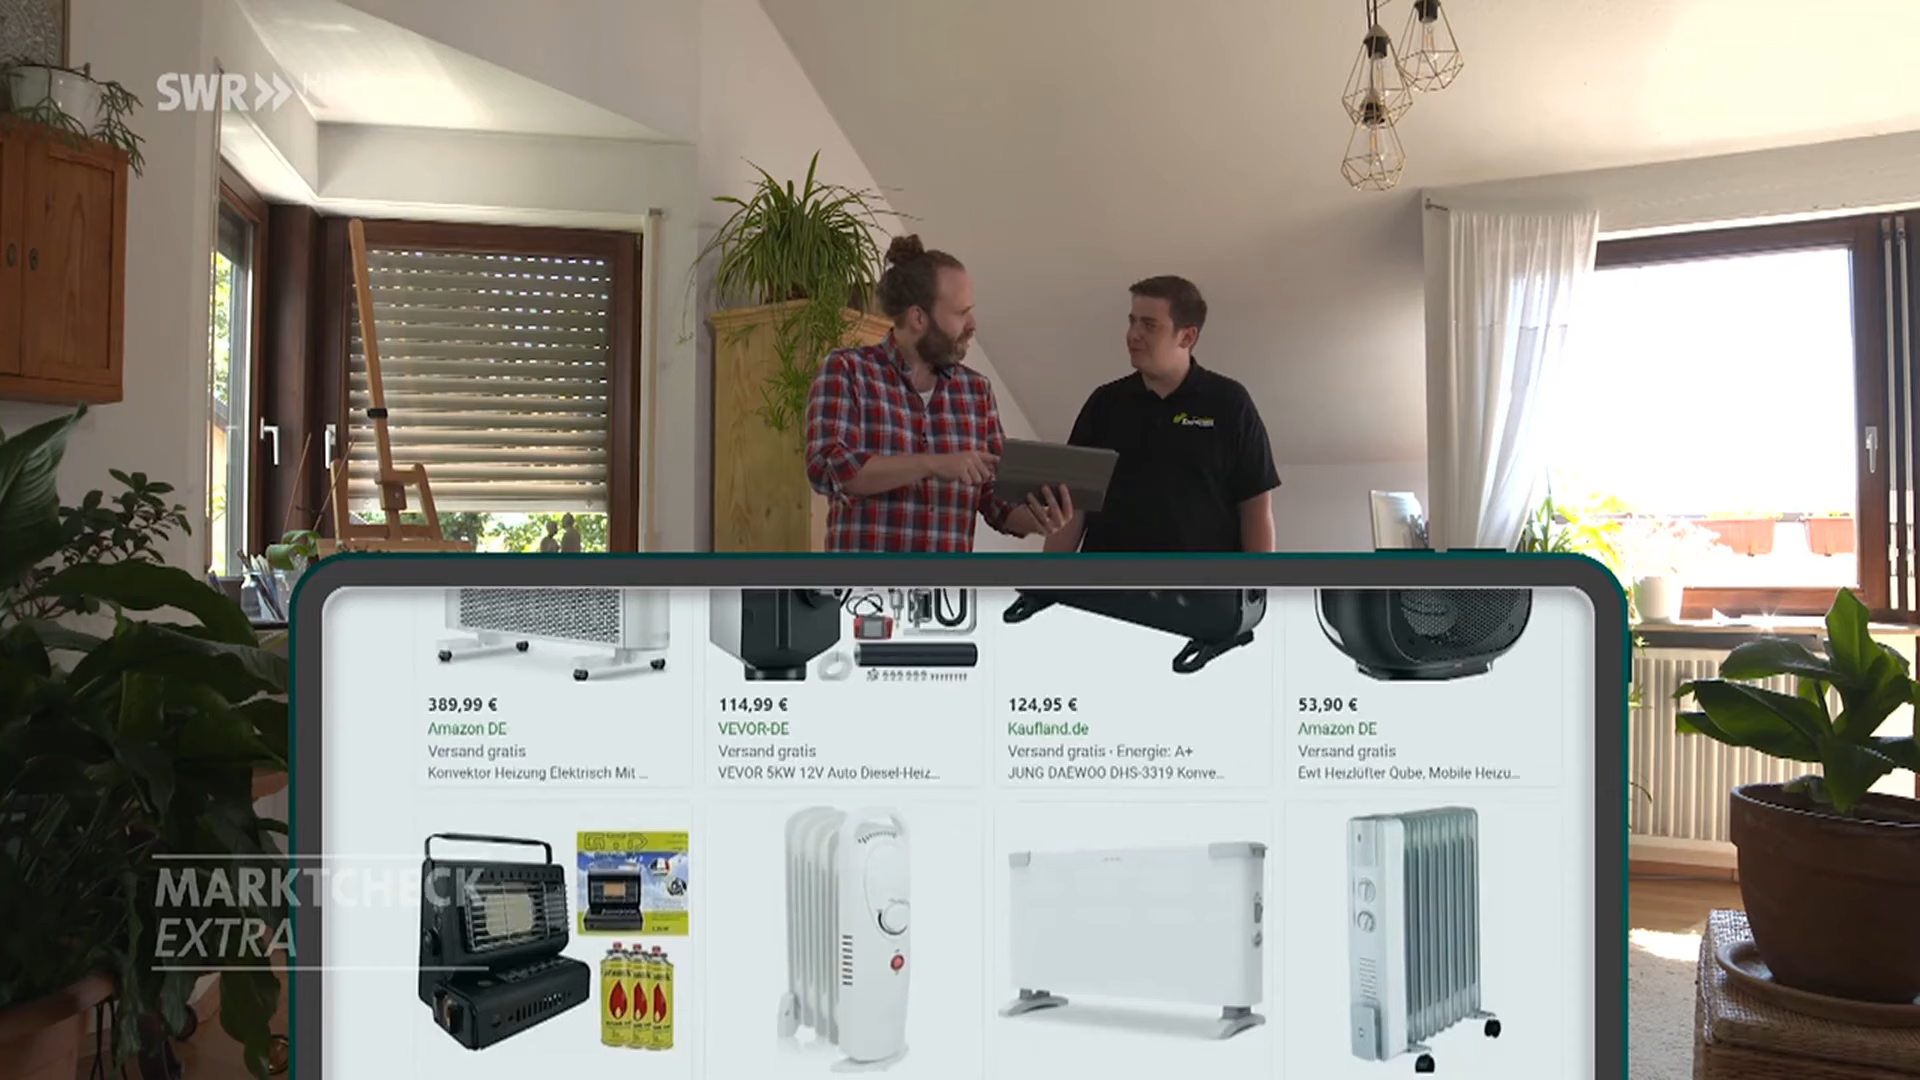 SWR» HD
389,99 €
Amazon DE
Versand gratis
Konvektor Heizung Elektrisch Mit ...
114,99 €
VEVOR-DE
Versand gratis
VEVOR 5KW 12V Auto Diesel-Heiz...
124,95 €
Kaufland.de
Versand gratis · Energie: A+
JUNG DAEWOO DHS-3319 Konve...
53,90 €
Amazon DE
Versand gratis
Ewt Heizlüfter Qube, Mobile Heizu...
MARKTCHECK
EXTRA